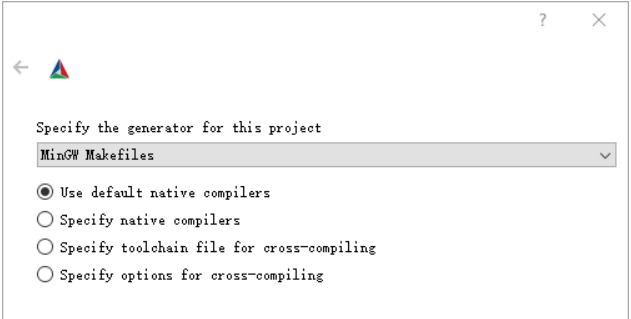 ?
Specify the generator for this project
MinGW Makefiles
Use default native compilers
Specify native compilers
Specify toolchain file for cross-compiling
Specify options for cross-compiling